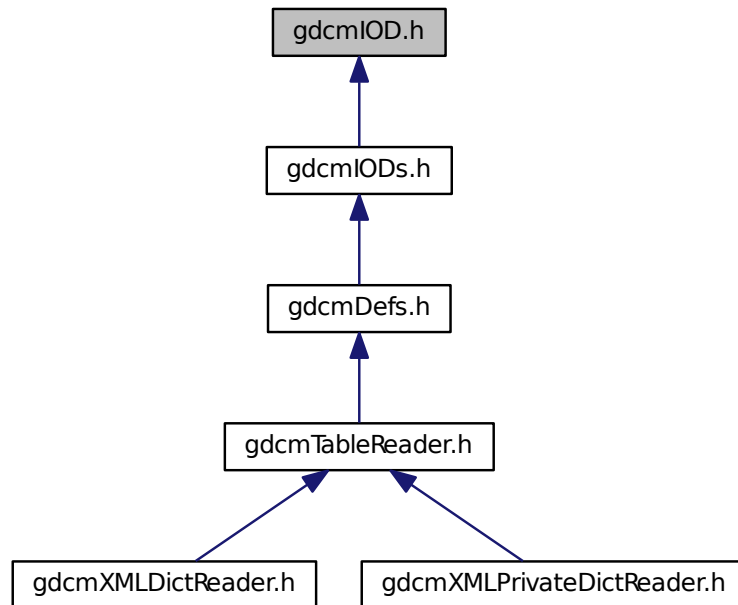 gdcmIOD.h
gdcmIODs.h
gdcmDefs.h
gdcmTableReader.h
gdcmXMLDictReader.h
gdcmXMLPrivateDictReader.h